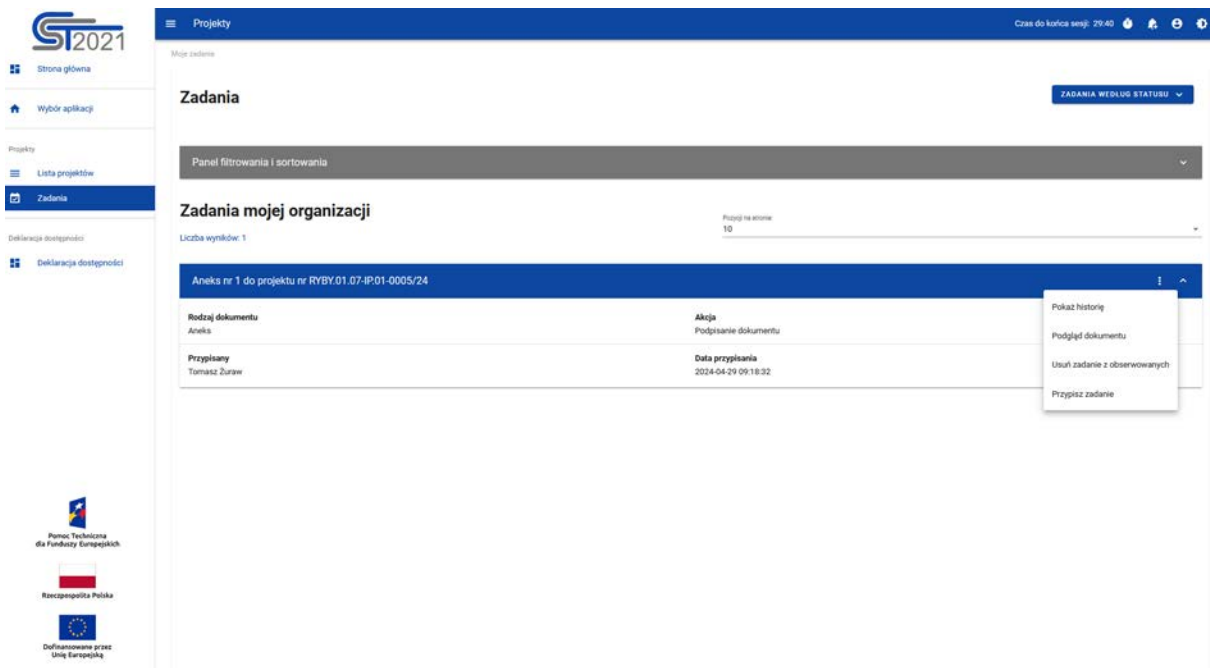 ST2021
Strona główna
Wybór aplikacji
Projekty
Lista projektów
Zadania
Deklaracja dostępności
Deklaracja dostępności
Pomoc Techniczna
dla Funduszy Europejskich
Rzeczpospolita Polska
Dofinansowane przez
Unię Europejską
Projekty
Czas do końca sesji: 29:40
Moje zadania
Zadania
ZADANIA WEDŁUG STATUSU
Panel filtrowania i sortowania
Zadania mojej organizacji
Liczba wyników: 1
Pozycji na stronie
10
Aneks nr 1 do projektu nr RYBY.01.07-IP.01-0005/24
Rodzaj dokumentu
Aneks
Akcja
Podpisanie dokumentu
Przypisany
Tomasz Żuraw
Data przypisania
2024-04-29 09:18:32
Pokaż historię
Podgląd dokumentu
Usuń zadanie z obserwowanych
Przypisz zadanie